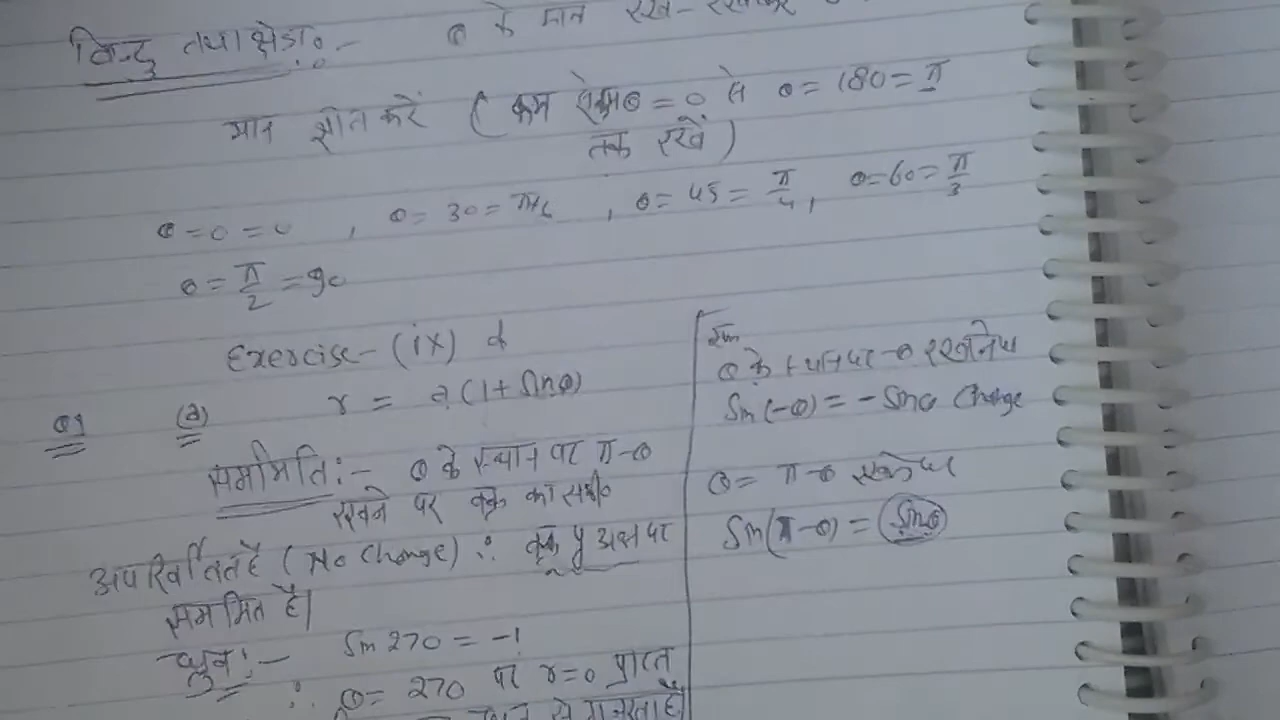 बिन्दु तथा क्षेत्र :- θ के मान रख-रखकर
मान ज्ञात करें ( कम से कम θ = 0 से θ = 180 = π
तक रखें )
θ = 0 = 0 , θ = 30 = π/6 , θ = 45 = π/4 , θ = 60 = π/3
θ = π/2 = 90
Exercise - (ix) के
Q1 (a) r = a(1 + Sinθ)
सममिति :- θ के स्थान पर π-θ
रखने पर वक्र का समी०
अपरिवर्तित है ( No change) ∴ वक्र y अक्ष पर
सममित है।
ध्रुव :- Sin 270 = -1
∴ θ = 270 पर r = 0 प्राप्त
से गुजरता है
θ के स्थान पर -θ रखने पर
Sin(-θ) = -Sinθ change
θ = π-θ रखने पर
Sin(π-θ) = Sinθ